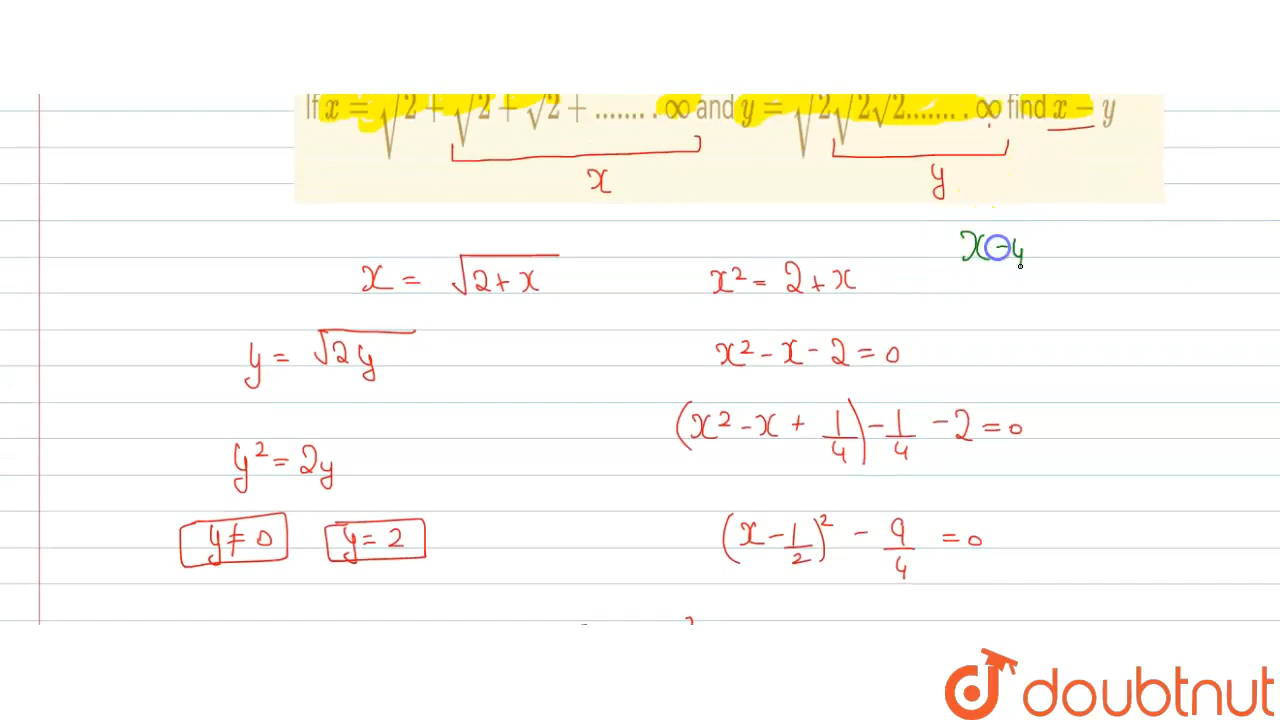 If x = √2 + √2 + √2 + ....... . ∞ and y = √2√2√2....... . ∞ find x − y
x y
x - y
x = √2 + x x² = 2 + x
y = √2y x² - x - 2 = 0
(x² - x + 1/4) - 1/4 - 2 = 0
y² = 2y
y ≠ 0 y = 2 (x - 1/2)² - 9/4 = 0
doubtnut